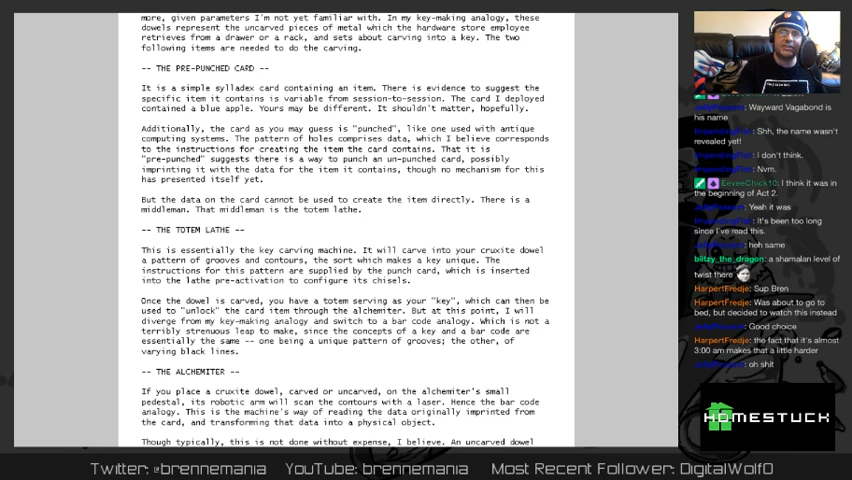 more, given parameters I'm not yet familiar with. In my key-making analogy, these
dowels represent the uncarved pieces of metal which the hardware store employee
retrieves from a drawer or a rack, and sets about carving into a key. The two
following items are needed to do the carving.
-- THE PRE-PUNCHED CARD --
It is a simple sylladex card containing an item. There is evidence to suggest the
specific item it contains is variable from session-to-session. The card I deployed
contained a blue apple. Yours may be different. It shouldn't matter, hopefully.
Additionally, the card as you may guess is "punched", like one used with antique
computing systems. The pattern of holes comprises data, which I believe corresponds
to the instructions for creating the item the card contains. That it is
"pre-punched" suggests there is a way to punch an un-punched card, possibly
imprinting it with the data for the item it contains, though no mechanism for this
has presented itself yet.
But the data on the card cannot be used to create the item directly. There is a
middleman. That middleman is the totem lathe.
-- THE TOTEM LATHE --
This is essentially the key carving machine. It will carve into your cruxite dowel
a pattern of grooves and contours, the sort which makes a key unique. The
instructions for this pattern are supplied by the punch card, which is inserted
into the lathe pre-activation to configure its chisels.
Once the dowel is carved, you have a totem serving as your "key", which can then be
used to "unlock" the card item through the alchemiter. But at this point, I will
diverge from my key-making analogy and switch to a bar code analogy. Which is not a
terribly strenuous leap to make, since the concepts of a key and a bar code are
essentially the same -- one being a unique pattern of grooves; the other, of
varying black lines.
-- THE ALCHEMITER --
If you place a cruxite dowel, carved or uncarved, on the alchemiter's small
pedestal, its robotic arm will scan the contours with a laser. Hence the bar code
analogy. This is the machine's way of reading the data originally imprinted from
the card, and transforming that data into a physical object.
Though typically, this is not done without expense, I believe. An uncarved dowel
: Wayward Vagabond is
his name
: Shh, the name wasn't
revealed yet!
: I don't think.
: Nvm.
EeveeChick10: I think it was in
the beginning of Act 2.
: Yeah it was
: It's been too long
since I've read this.
: heh same
blitzy_the_dragon: a shamalan level of
twist there
HarpertFredje: Sup Bren
HarpertFredje: Was about to go to
bed, but decided to watch this instead
: Good choice
HarpertFredje: the fact that it's almost
3:00 am makes that a little harder
: oh shit
HOMESTUCK
Twitter: @brennemania YouTube: brennemania Most Recent Follower: DigitalWolf0